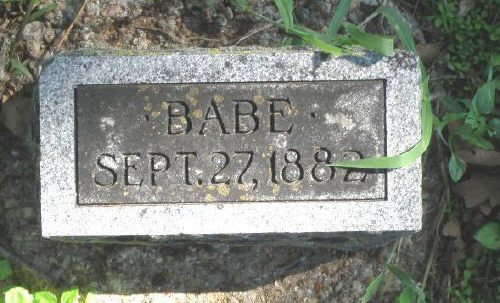 · BABE ·
SEPT. 27, 1882